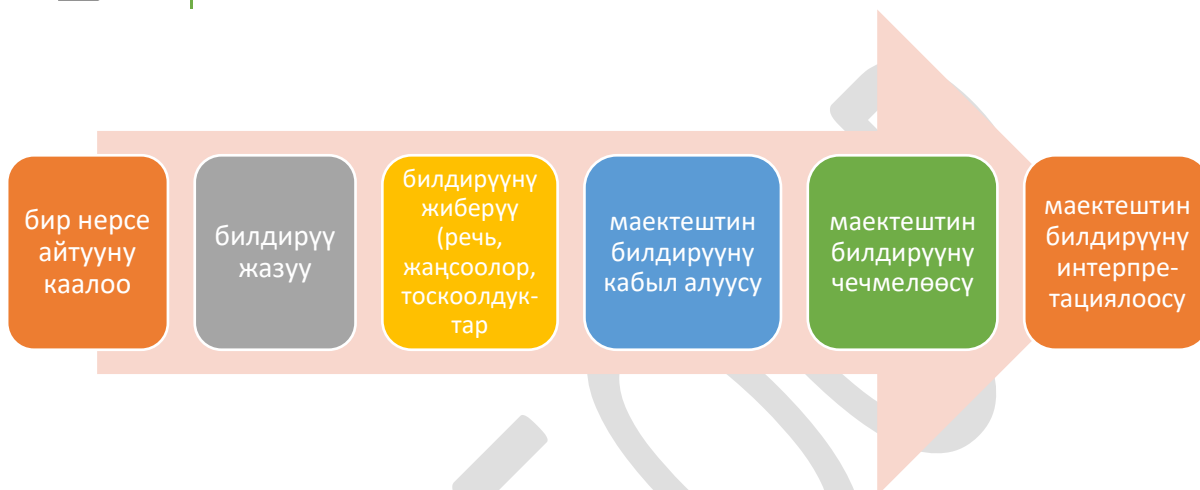 бир нерсе
айтууну
каалоо
билдирүү
жазуу
билдирүүнү
жиберүү
(речь,
жаңсоолор,
тоскоолдук-
тар
маектештин
билдирүүнү
кабыл алуусу
маектештин
билдирүүнү
чечмелөөсү
маектештин
билдирүүнү
интерпре-
тациялоосу